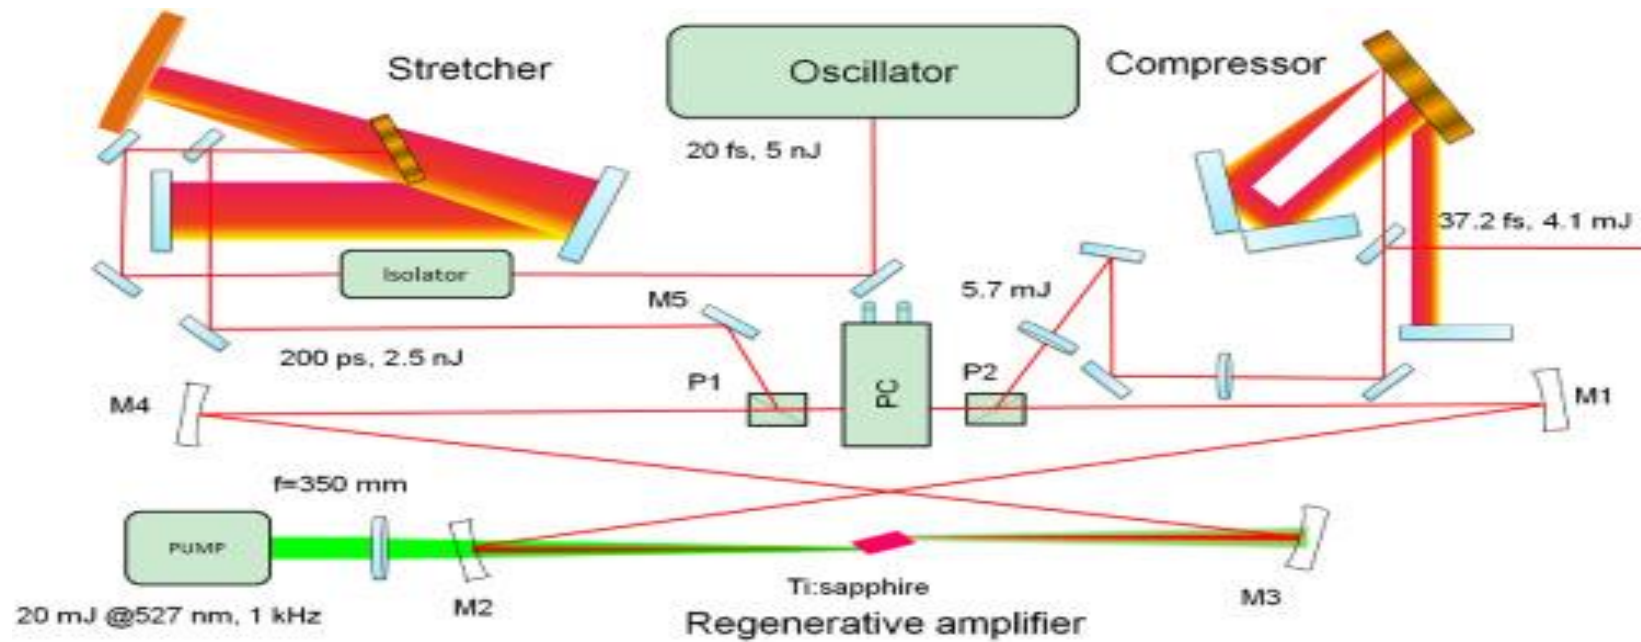 Stretcher
Oscillator
Compressor
20 fs, 5 nJ
37.2 fs, 4.1 mJ
Isolator
M5
5.7 mJ
200 ps, 2.5 nJ
P1
PC
P2
M4
M1
f=350 mm
PUMP
Ti:sapphire
M2
M3
20 mJ @527 nm, 1 kHz
Regenerative amplifier